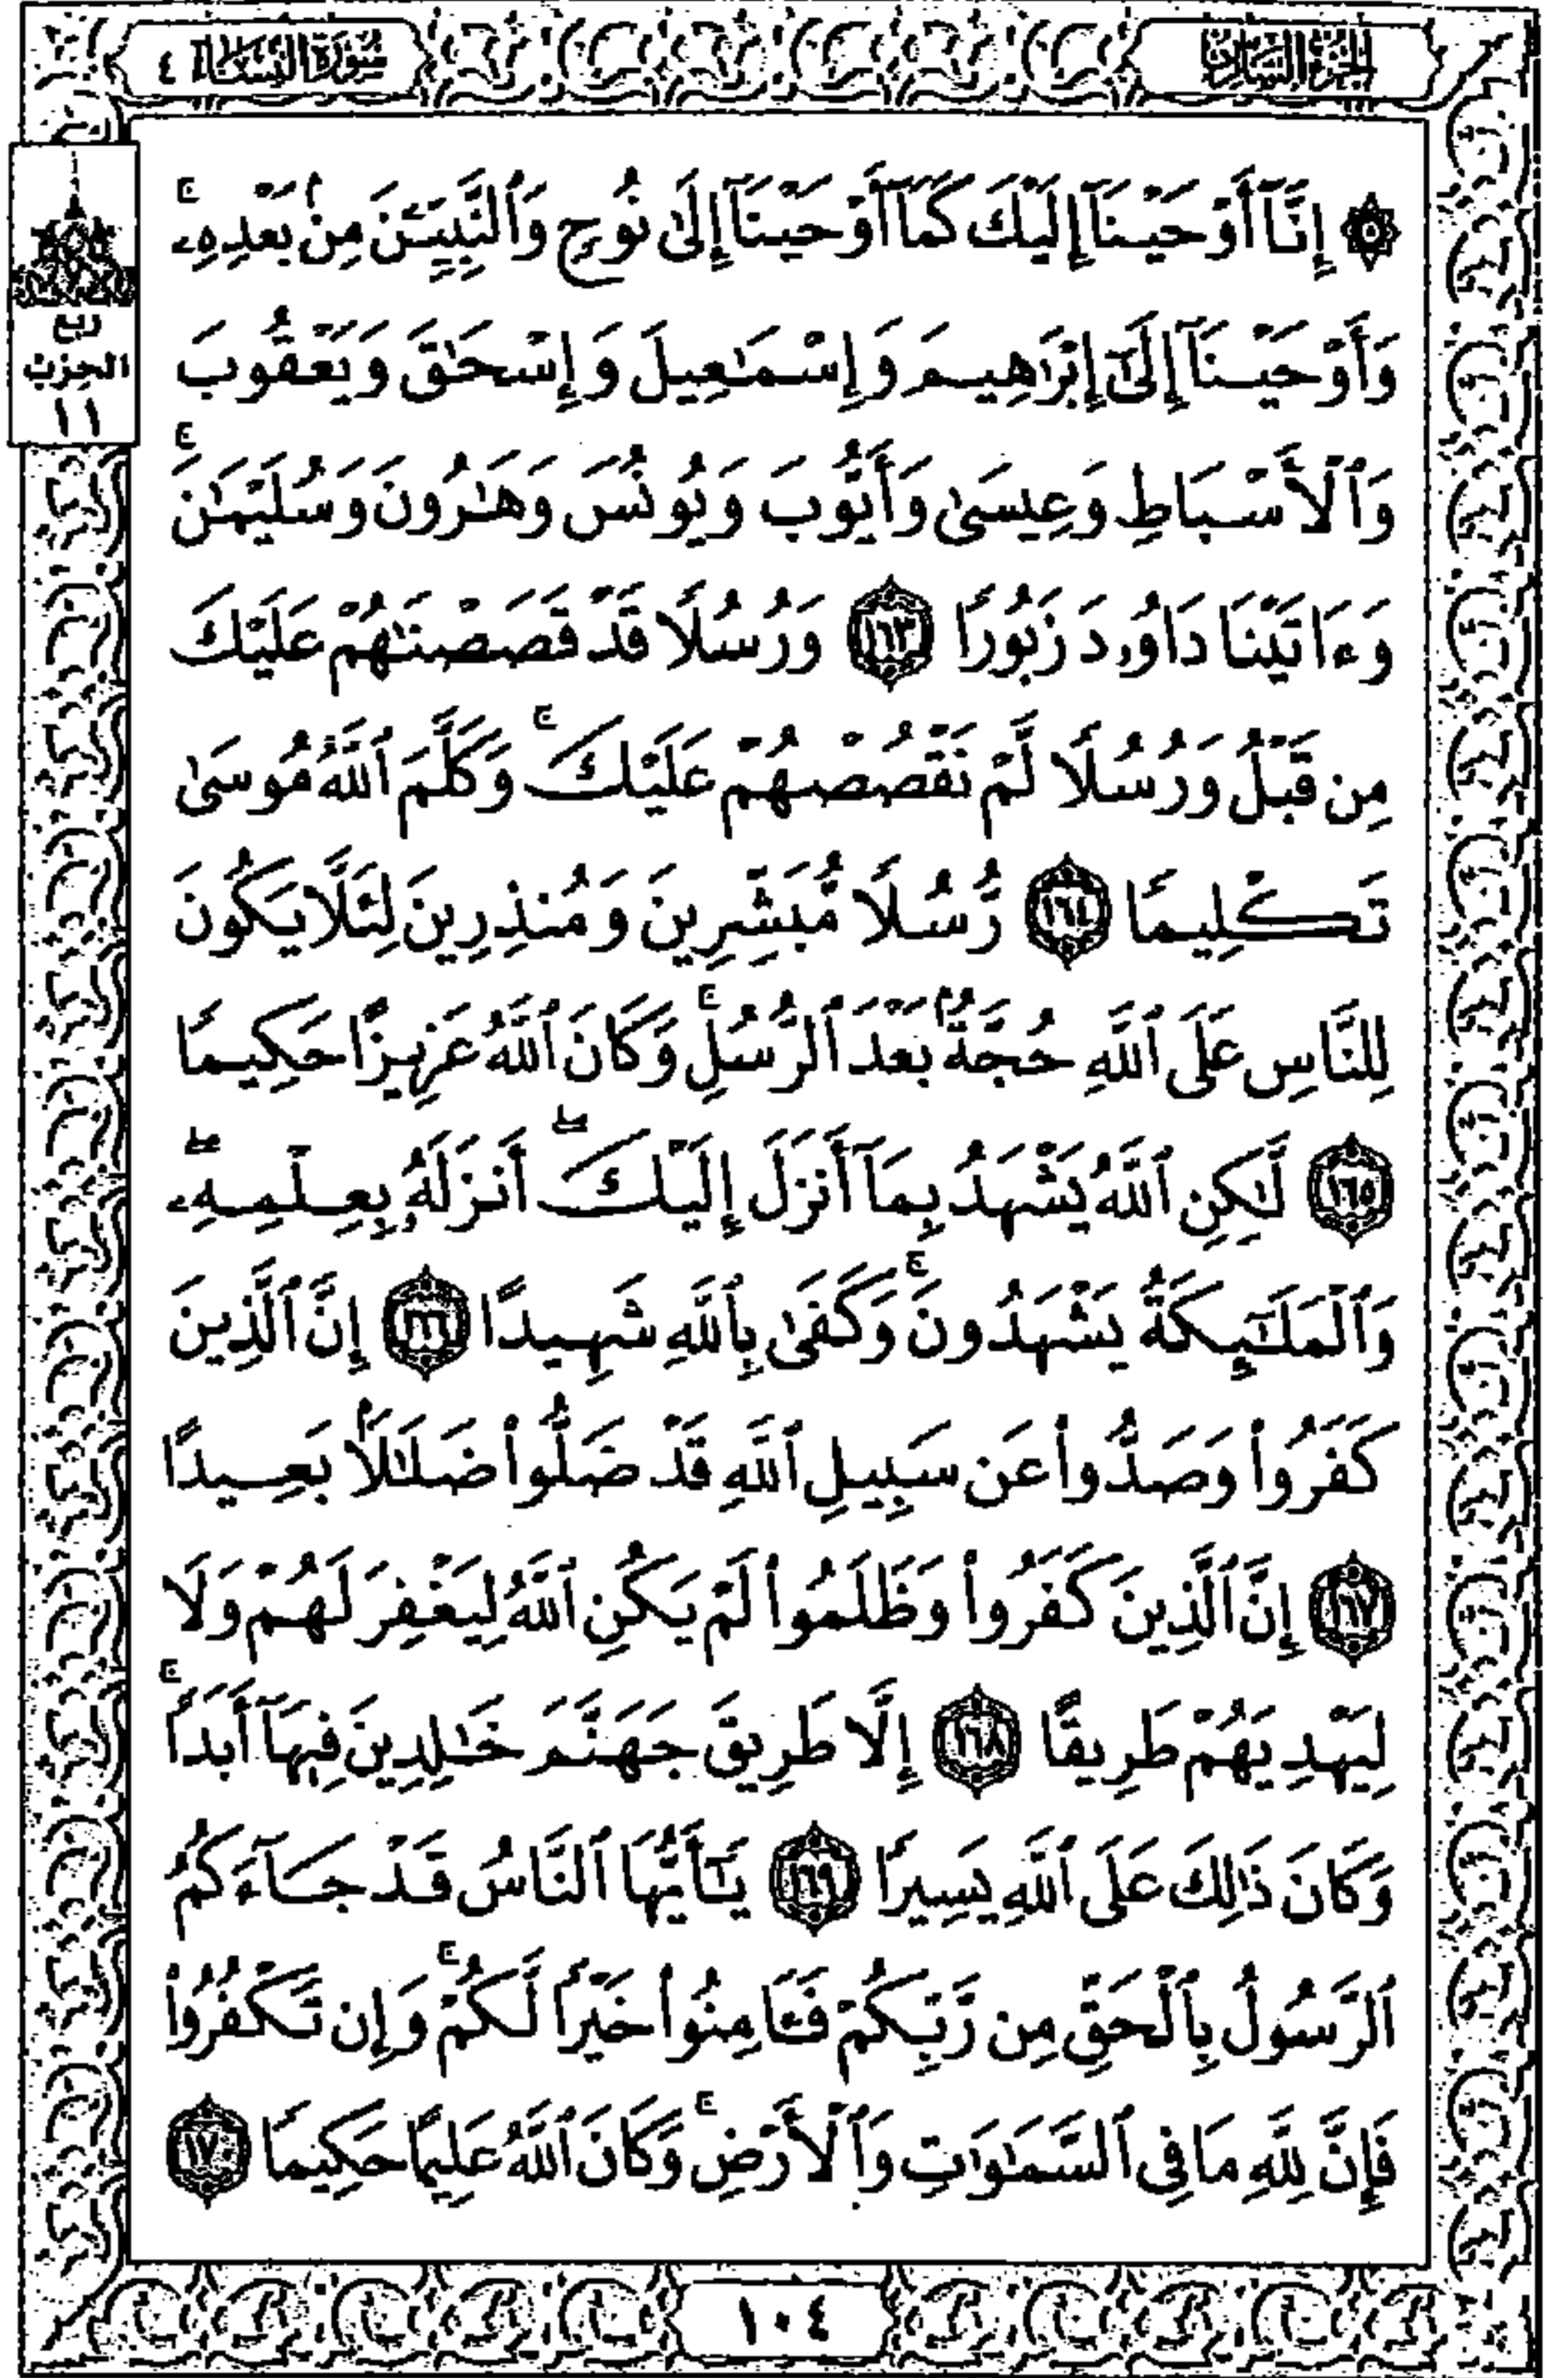 الجزء السادس
سورة النساء ٤
ربع
الحزب
١١
۞ إِنَّآ أَوْحَيْنَآ إِلَيْكَ كَمَآ أَوْحَيْنَآ إِلَىٰ نُوحٍ وَٱلنَّبِيِّـۧنَ مِنۢ بَعْدِهِۦۚ
وَأَوْحَيْنَآ إِلَىٰٓ إِبْرَٰهِيمَ وَإِسْمَـٰعِيلَ وَإِسْحَـٰقَ وَيَعْقُوبَ
وَٱلْأَسْبَاطِ وَعِيسَىٰ وَأَيُّوبَ وَيُونُسَ وَهَـٰرُونَ وَسُلَيْمَـٰنَۚ
وَءَاتَيْنَا دَاوُۥدَ زَبُورًا ١٦٣ وَرُسُلًا قَدْ قَصَصْنَـٰهُمْ عَلَيْكَ
مِن قَبْلُ وَرُسُلًا لَّمْ نَقْصُصْهُمْ عَلَيْكَۚ وَكَلَّمَ ٱللَّهُ مُوسَىٰ
تَكْلِيمًا ١٦٤ رُّسُلًا مُّبَشِّرِينَ وَمُنذِرِينَ لِئَلَّا يَكُونَ
لِلنَّاسِ عَلَى ٱللَّهِ حُجَّةٌۢ بَعْدَ ٱلرُّسُلِۚ وَكَانَ ٱللَّهُ عَزِيزًا حَكِيمًا
١٦٥ لَّـٰكِنِ ٱللَّهُ يَشْهَدُ بِمَآ أَنزَلَ إِلَيْكَۖ أَنزَلَهُۥ بِعِلْمِهِۦۖ
وَٱلْمَلَـٰٓئِكَةُ يَشْهَدُونَۚ وَكَفَىٰ بِٱللَّهِ شَهِيدًا ١٦٦ إِنَّ ٱلَّذِينَ
كَفَرُوا۟ وَصَدُّوا۟ عَن سَبِيلِ ٱللَّهِ قَدْ ضَلُّوا۟ ضَلَـٰلًۢا بَعِيدًا
١٦٧ إِنَّ ٱلَّذِينَ كَفَرُوا۟ وَظَلَمُوا۟ لَمْ يَكُنِ ٱللَّهُ لِيَغْفِرَ لَهُمْ وَلَا
لِيَهْدِيَهُمْ طَرِيقًا ١٦٨ إِلَّا طَرِيقَ جَهَنَّمَ خَـٰلِدِينَ فِيهَآ أَبَدًاۚ
وَكَانَ ذَٰلِكَ عَلَى ٱللَّهِ يَسِيرًا ١٦٩ يَـٰٓأَيُّهَا ٱلنَّاسُ قَدْ جَآءَكُمُ
ٱلرَّسُولُ بِٱلْحَقِّ مِن رَّبِّكُمْ فَـَٔامِنُوا۟ خَيْرًا لَّكُمْۚ وَإِن تَكْفُرُوا۟
فَإِنَّ لِلَّهِ مَا فِى ٱلسَّمَـٰوَٰتِ وَٱلْأَرْضِۚ وَكَانَ ٱللَّهُ عَلِيمًا حَكِيمًا ١٧٠
١٠٤